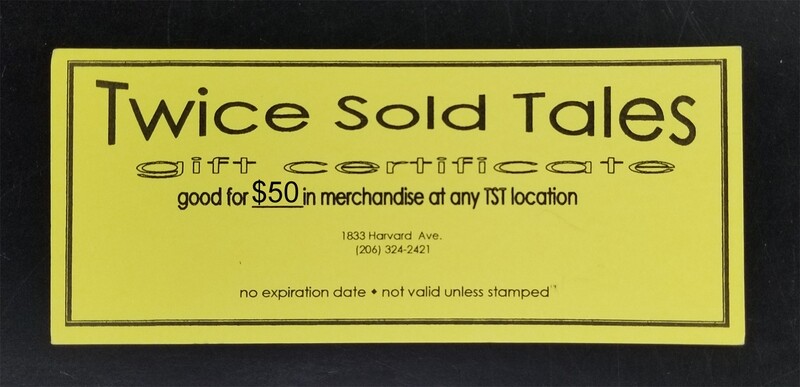 Twice Sold Tales
gift certificate
good for $50 in merchandise at any TST location
1833 Harvard Ave.
(206) 324-2421
no expiration date • not valid unless stamped